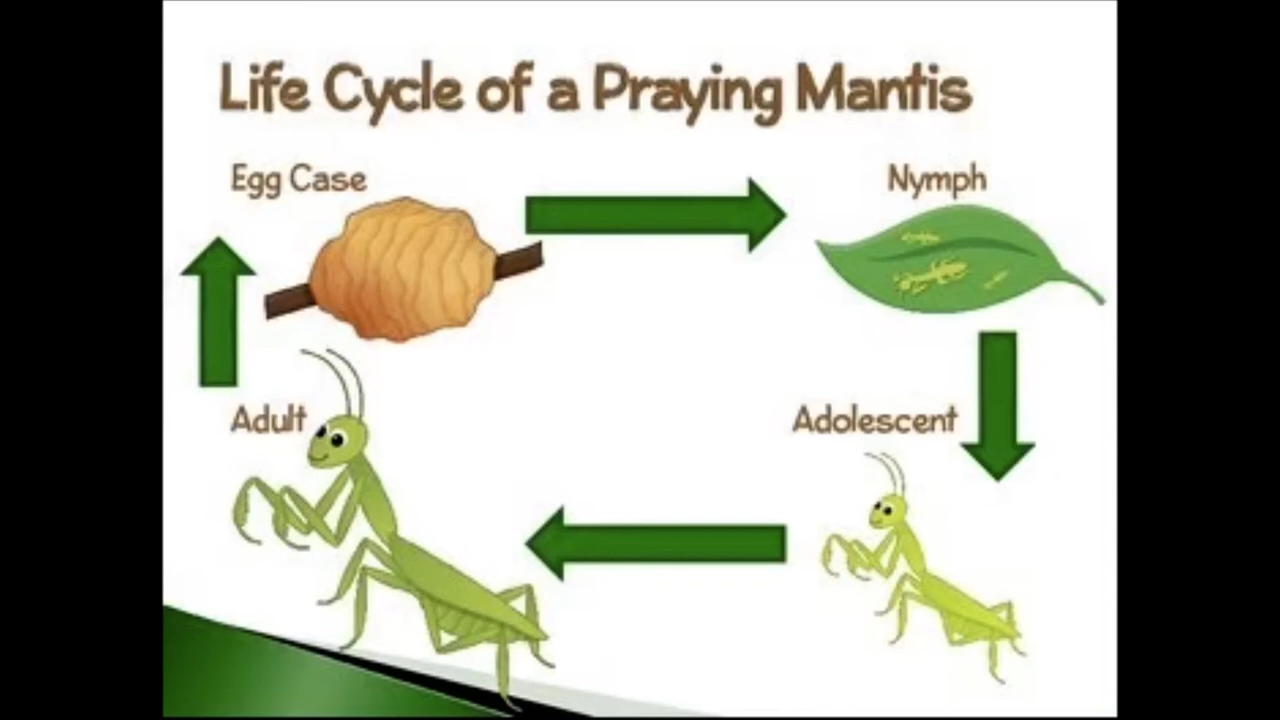 Life Cycle of a Praying Mantis
Egg Case
Nymph
Adult
Adolescent